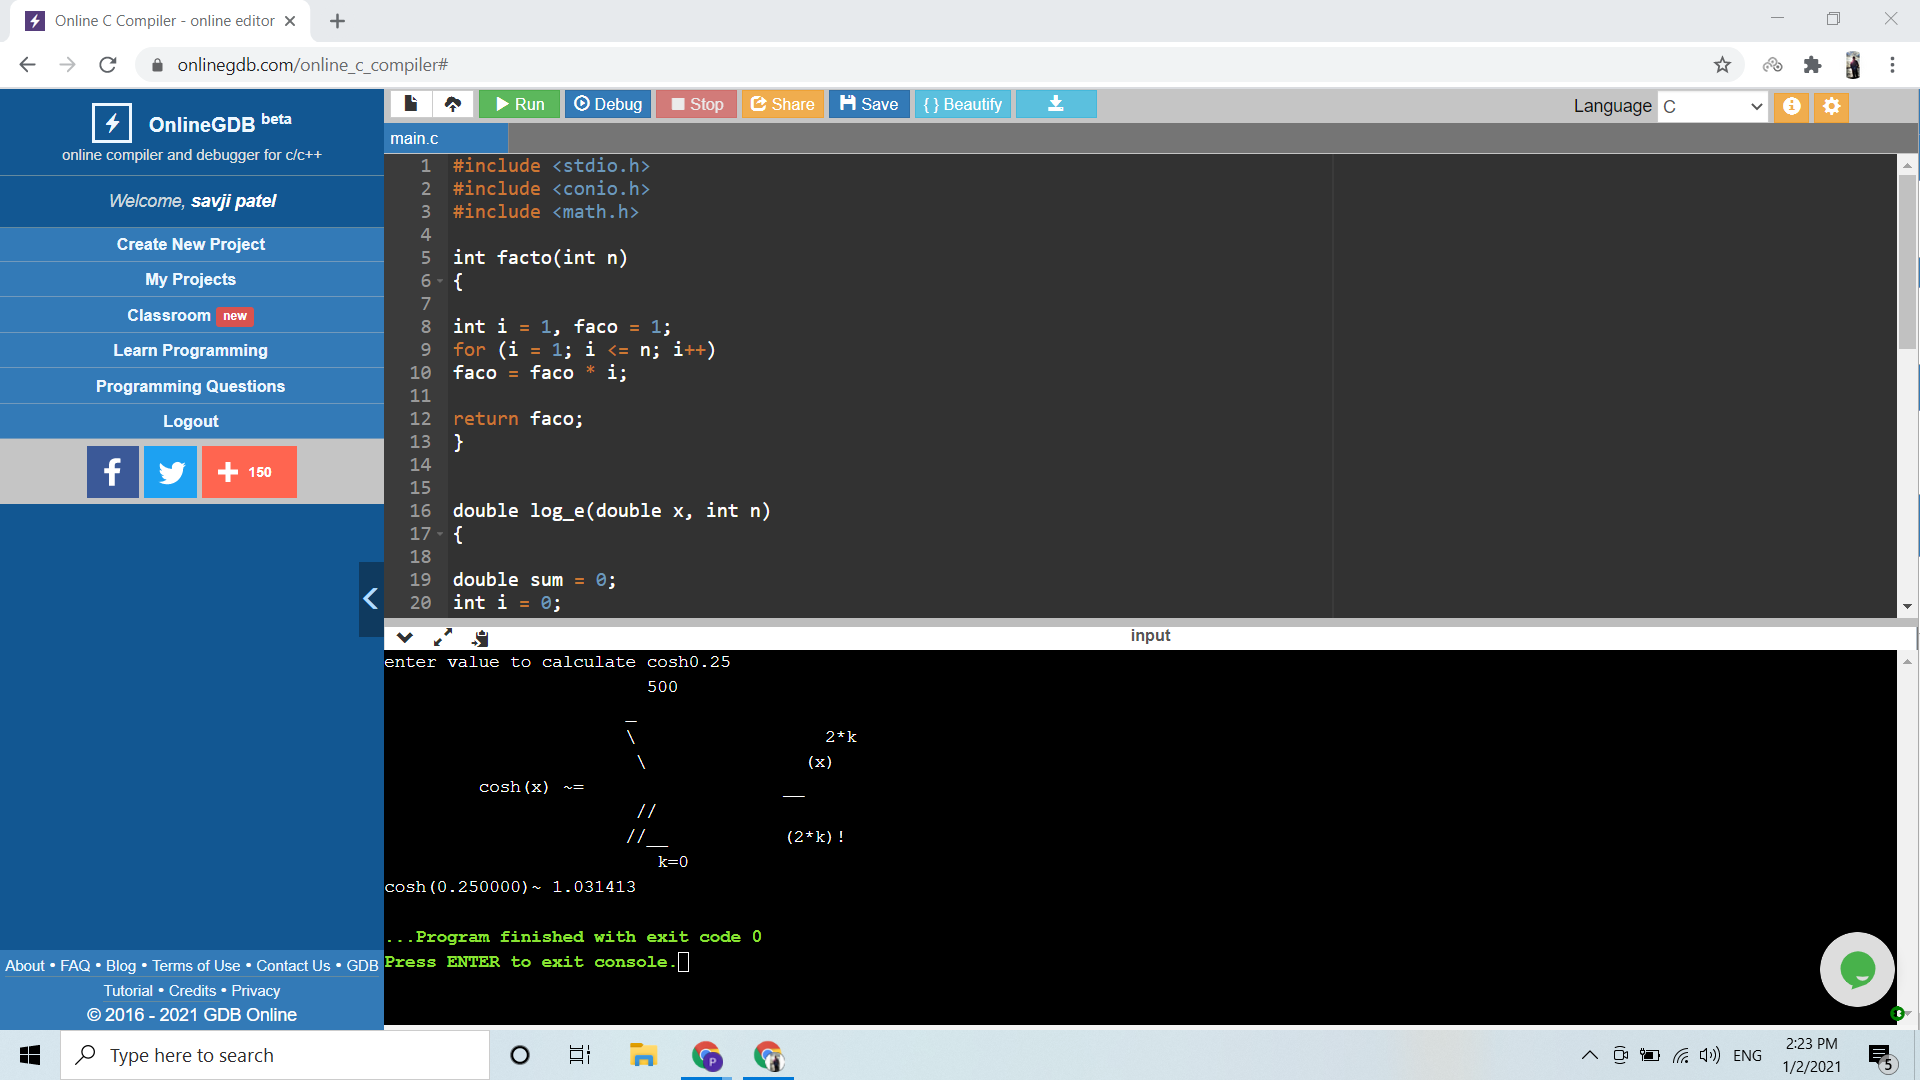 Online C Compiler - online editor
onlinegdb.com/online_c_compiler#
OnlineGDB beta
online compiler and debugger for c/c++
Welcome, savji patel
Create New Project
My Projects
Classroom new
Learn Programming
Programming Questions
Logout
f
+ 150
About • FAQ • Blog • Terms of Use • Contact Us • GDB
Tutorial • Credits • Privacy
© 2016 - 2021 GDB Online
Run Debug Stop Share Save { } Beautify
Language C
main.c
1 #include <stdio.h>
2 #include <conio.h>
3 #include <math.h>
4
5 int facto(int n)
6 {
7
8 int i = 1, faco = 1;
9 for (i = 1; i <= n; i++)
10 faco = faco * i;
11
12 return faco;
13 }
14
15
16 double log_e(double x, int n)
17 {
18
19 double sum = 0;
20 int i = 0;
input
enter value to calculate cosh0.25
500
_
\ 2*k
\ (x)
cosh(x) ~= __
//
//__ (2*k)!
k=0
cosh(0.250000)~ 1.031413
...Program finished with exit code 0
Press ENTER to exit console.
Type here to search
P
ENG
2:23 PM
1/2/2021
5